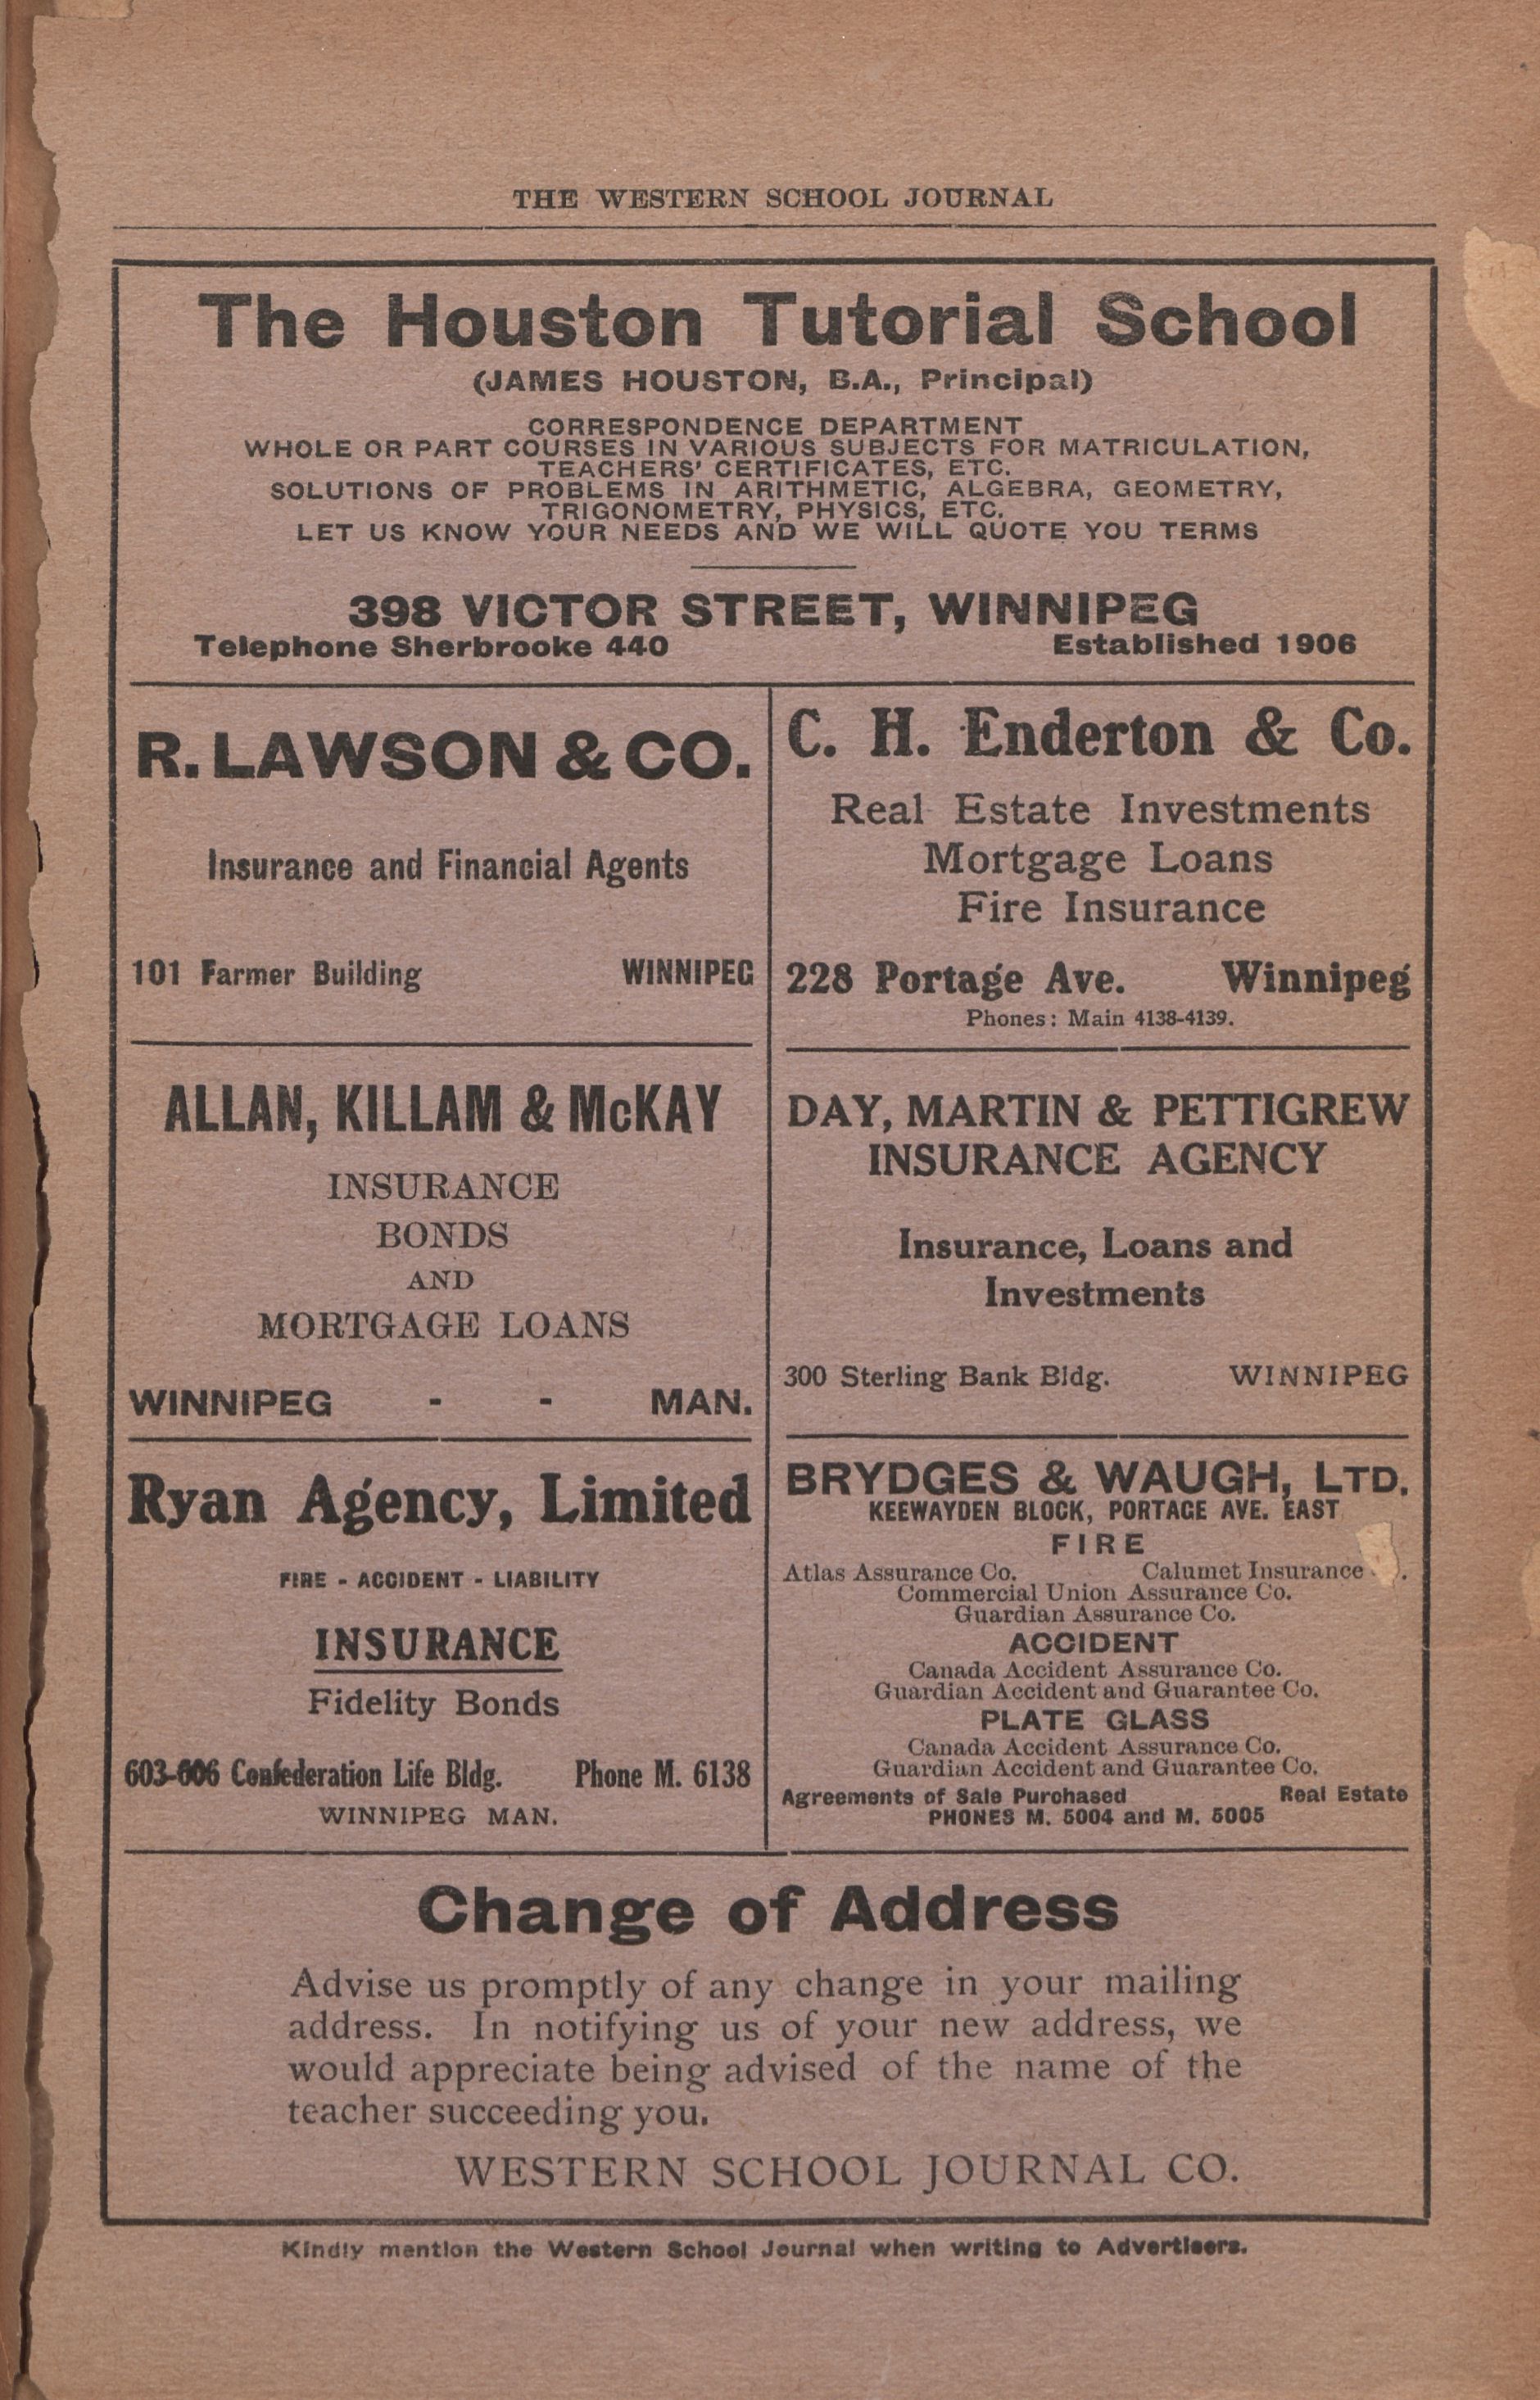 THE WESTERN SCHOOL JOURNAL
The Houston Tutorial School
(JAMES HOUSTON, B.A., Principal)
CORRESPONDENCE DEPARTMENT
WHOLE OR PART COURSES IN VARIOUS SUBJECTS FOR MATRICULATION,
TEACHERS' CERTIFICATES, ETC.
SOLUTIONS OF PROBLEMS IN ARITHMETIC, ALGEBRA, GEOMETRY,
TRIGONOMETRY, PHYSICS, ETC.
LET US KNOW YOUR NEEDS AND WE WILL QUOTE YOU TERMS
398 VICTOR STREET, WINNIPEG
Telephone Sherbrooke 440 Established 1906
R. LAWSON & CO.
Insurance and Financial Agents
101 Farmer Building WINNIPEG
C. H. Enderton & Co.
Real Estate Investments
Mortgage Loans
Fire Insurance
228 Portage Ave. Winnipeg
Phones: Main 4138-4139.
ALLAN, KILLAM & McKAY
INSURANCE
BONDS
AND
MORTGAGE LOANS
WINNIPEG - - MAN.
DAY, MARTIN & PETTIGREW
INSURANCE AGENCY
Insurance, Loans and
Investments
300 Sterling Bank Bldg. WINNIPEG
Ryan Agency, Limited
FIRE - ACCIDENT - LIABILITY
INSURANCE
Fidelity Bonds
603-606 Confederation Life Bldg. Phone M. 6138
WINNIPEG MAN.
BRYDGES & WAUGH, LTD.
KEEWAYDEN BLOCK, PORTAGE AVE. EAST
FIRE
Atlas Assurance Co. Calumet Insurance
Commercial Union Assurance Co.
Guardian Assurance Co.
ACCIDENT
Canada Accident Assurance Co.
Guardian Accident and Guarantee Co.
PLATE GLASS
Canada Accident Assurance Co.
Guardian Accident and Guarantee Co.
Agreements of Sale Purchased Real Estate
PHONES M. 5004 and M. 5005
Change of Address
Advise us promptly of any change in your mailing
address. In notifying us of your new address, we
would appreciate being advised of the name of the
teacher succeeding you.
WESTERN SCHOOL JOURNAL CO.
Kindly mention the Western School Journal when writing to Advertisers.